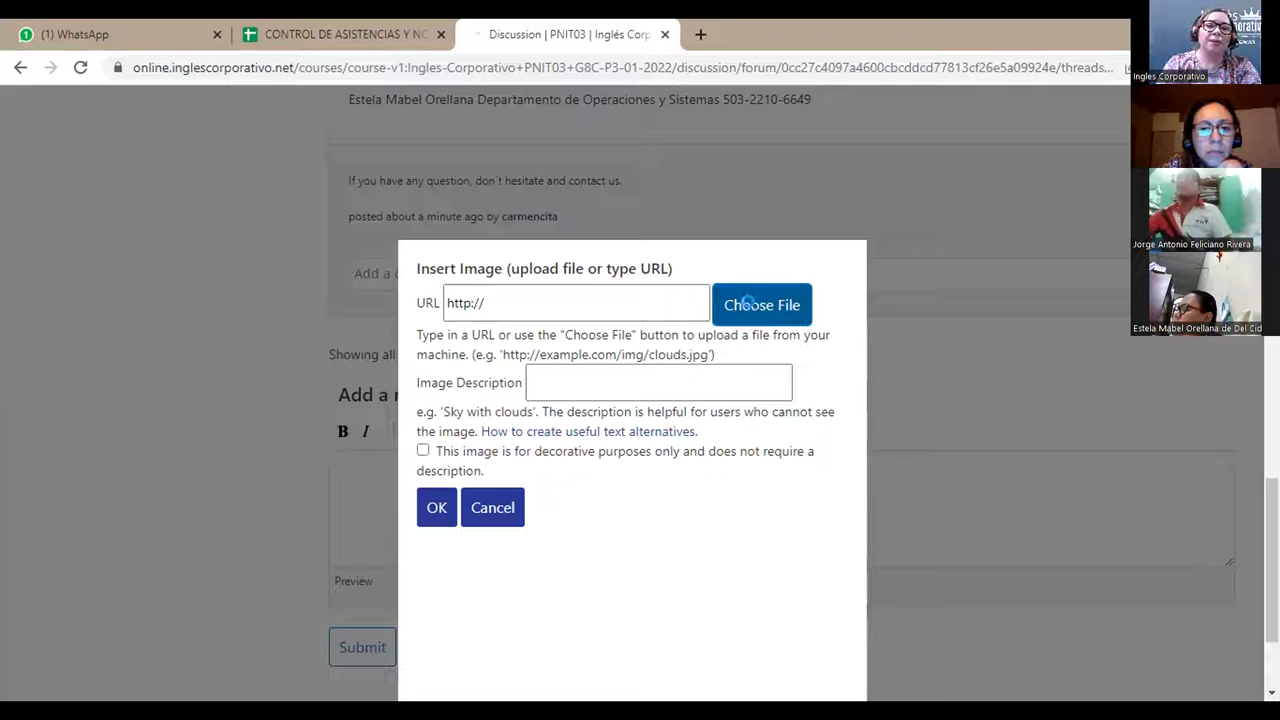 (1) WhatsApp
CONTROL DE ASISTENCIAS Y NO
Discussion | PNIT03 | Inglés Corp
online.inglescorporativo.net/courses/course-v1:Ingles-Corporativo+PNIT03+G8C-P3-01-2022/discussion/forum/0cc27c4097a4600cbcddcd77813cf26e5a09924e/threads...
Ingles Corporativo
Estela Mabel Orellana Departamento de Operaciones y Sistemas 503-2210-6649
If you have any question, don´t hesitate and contact us.
posted about a minute ago by carmencita
Jorge Antonio Feliciano Rivera
Insert Image (upload file or type URL)
Add a c
URL http:// Choose File
Estela Mabel Orellana de Del Cid
Type in a URL or use the "Choose File" button to upload a file from your
machine. (e.g. 'http://example.com/img/clouds.jpg')
Showing all
Image Description
Add a r
e.g. 'Sky with clouds'. The description is helpful for users who cannot see
the image. How to create useful text alternatives.
B I
This image is for decorative purposes only and does not require a
description.
OK Cancel
Preview
Submit